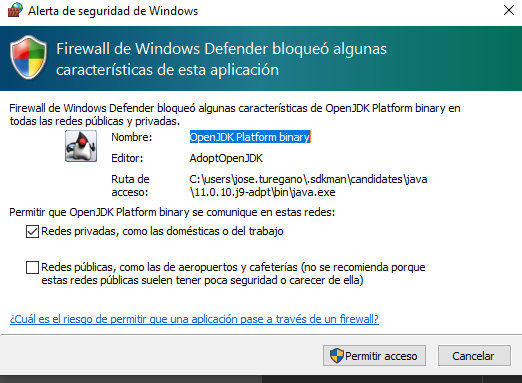 Alerta de seguridad de Windows
Firewall de Windows Defender bloqueó algunas
características de esta aplicación
Firewall de Windows Defender bloqueó algunas características de OpenJDK Platform binary en
todas las redes públicas y privadas.
Nombre: OpenJDK Platform binary
Editor: AdoptOpenJDK
Ruta de acceso: C:\users\jose.turegano\.sdkman\candidates\java
\11.0.10.j9-adpt\bin\java.exe
Permitir que OpenJDK Platform binary se comunique en estas redes:
Redes privadas, como las domésticas o del trabajo
Redes públicas, como las de aeropuertos y cafeterías (no se recomienda porque
estas redes públicas suelen tener poca seguridad o carecer de ella)
¿Cuál es el riesgo de permitir que una aplicación pase a través de un firewall?
Permitir acceso
Cancelar